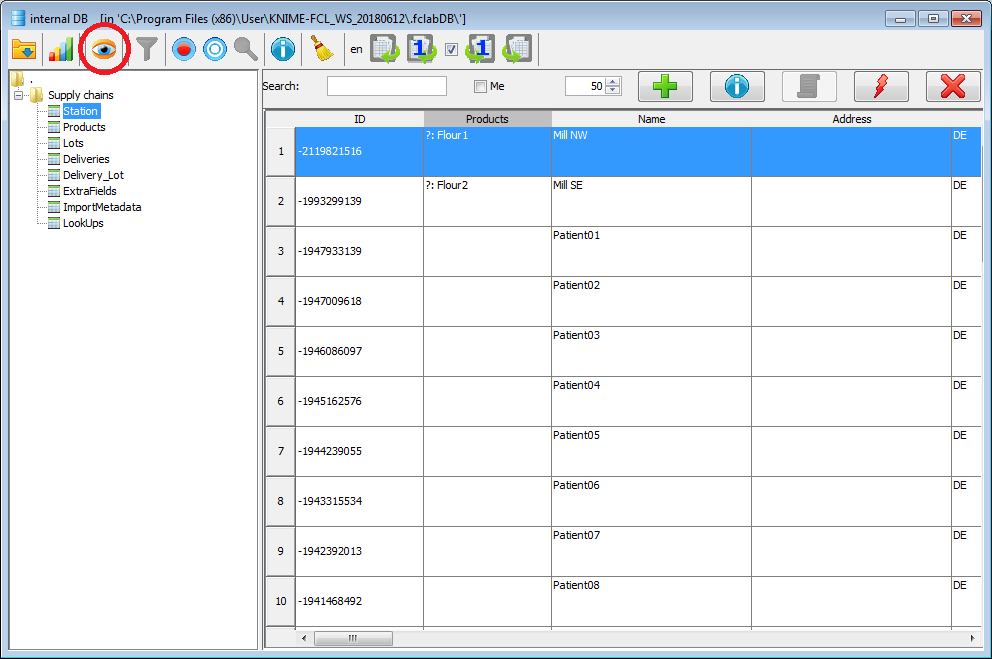 internal DB   [in 'C:\Program Files (x86)\User\KNIME-FCL_WS_20180612\.fclabDB\']
en 1 1
.
Supply chains
Station
Products
Lots
Deliveries
Delivery_Lot
ExtraFields
ImportMetadata
LookUps
Search: Me 50
ID Products Name Address
1 -2119821516 ?: Flour1 Mill NW DE
2 -1993299139 ?: Flour2 Mill SE DE
3 -1947933139 Patient01 DE
4 -1947009618 Patient02 DE
5 -1946086097 Patient03 DE
6 -1945162576 Patient04 DE
7 -1944239055 Patient05 DE
8 -1943315534 Patient06 DE
9 -1942392013 Patient07 DE
10 -1941468492 Patient08 DE